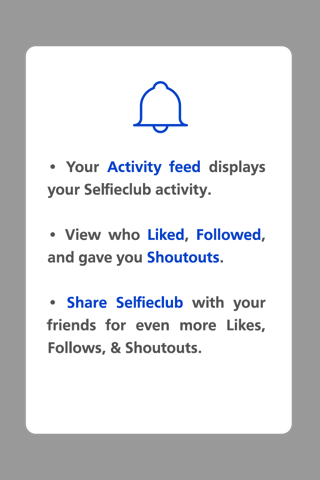 • Your Activity feed displays
your Selfieclub activity.
• View who Liked, Followed,
and gave you Shoutouts.
• Share Selfieclub with your
friends for even more Likes,
Follows, & Shoutouts.